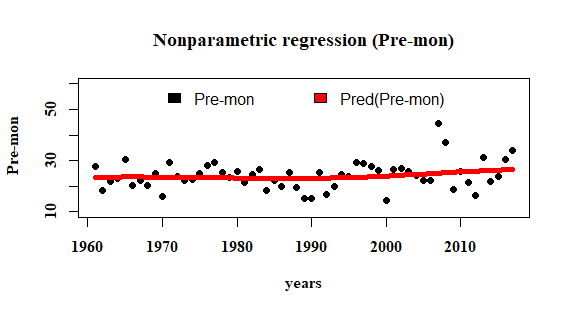 Nonparametric regression (Pre-mon)
Pre-mon Pred(Pre-mon)
Pre-mon
50
30
10
1960 1970 1980 1990 2000 2010
years